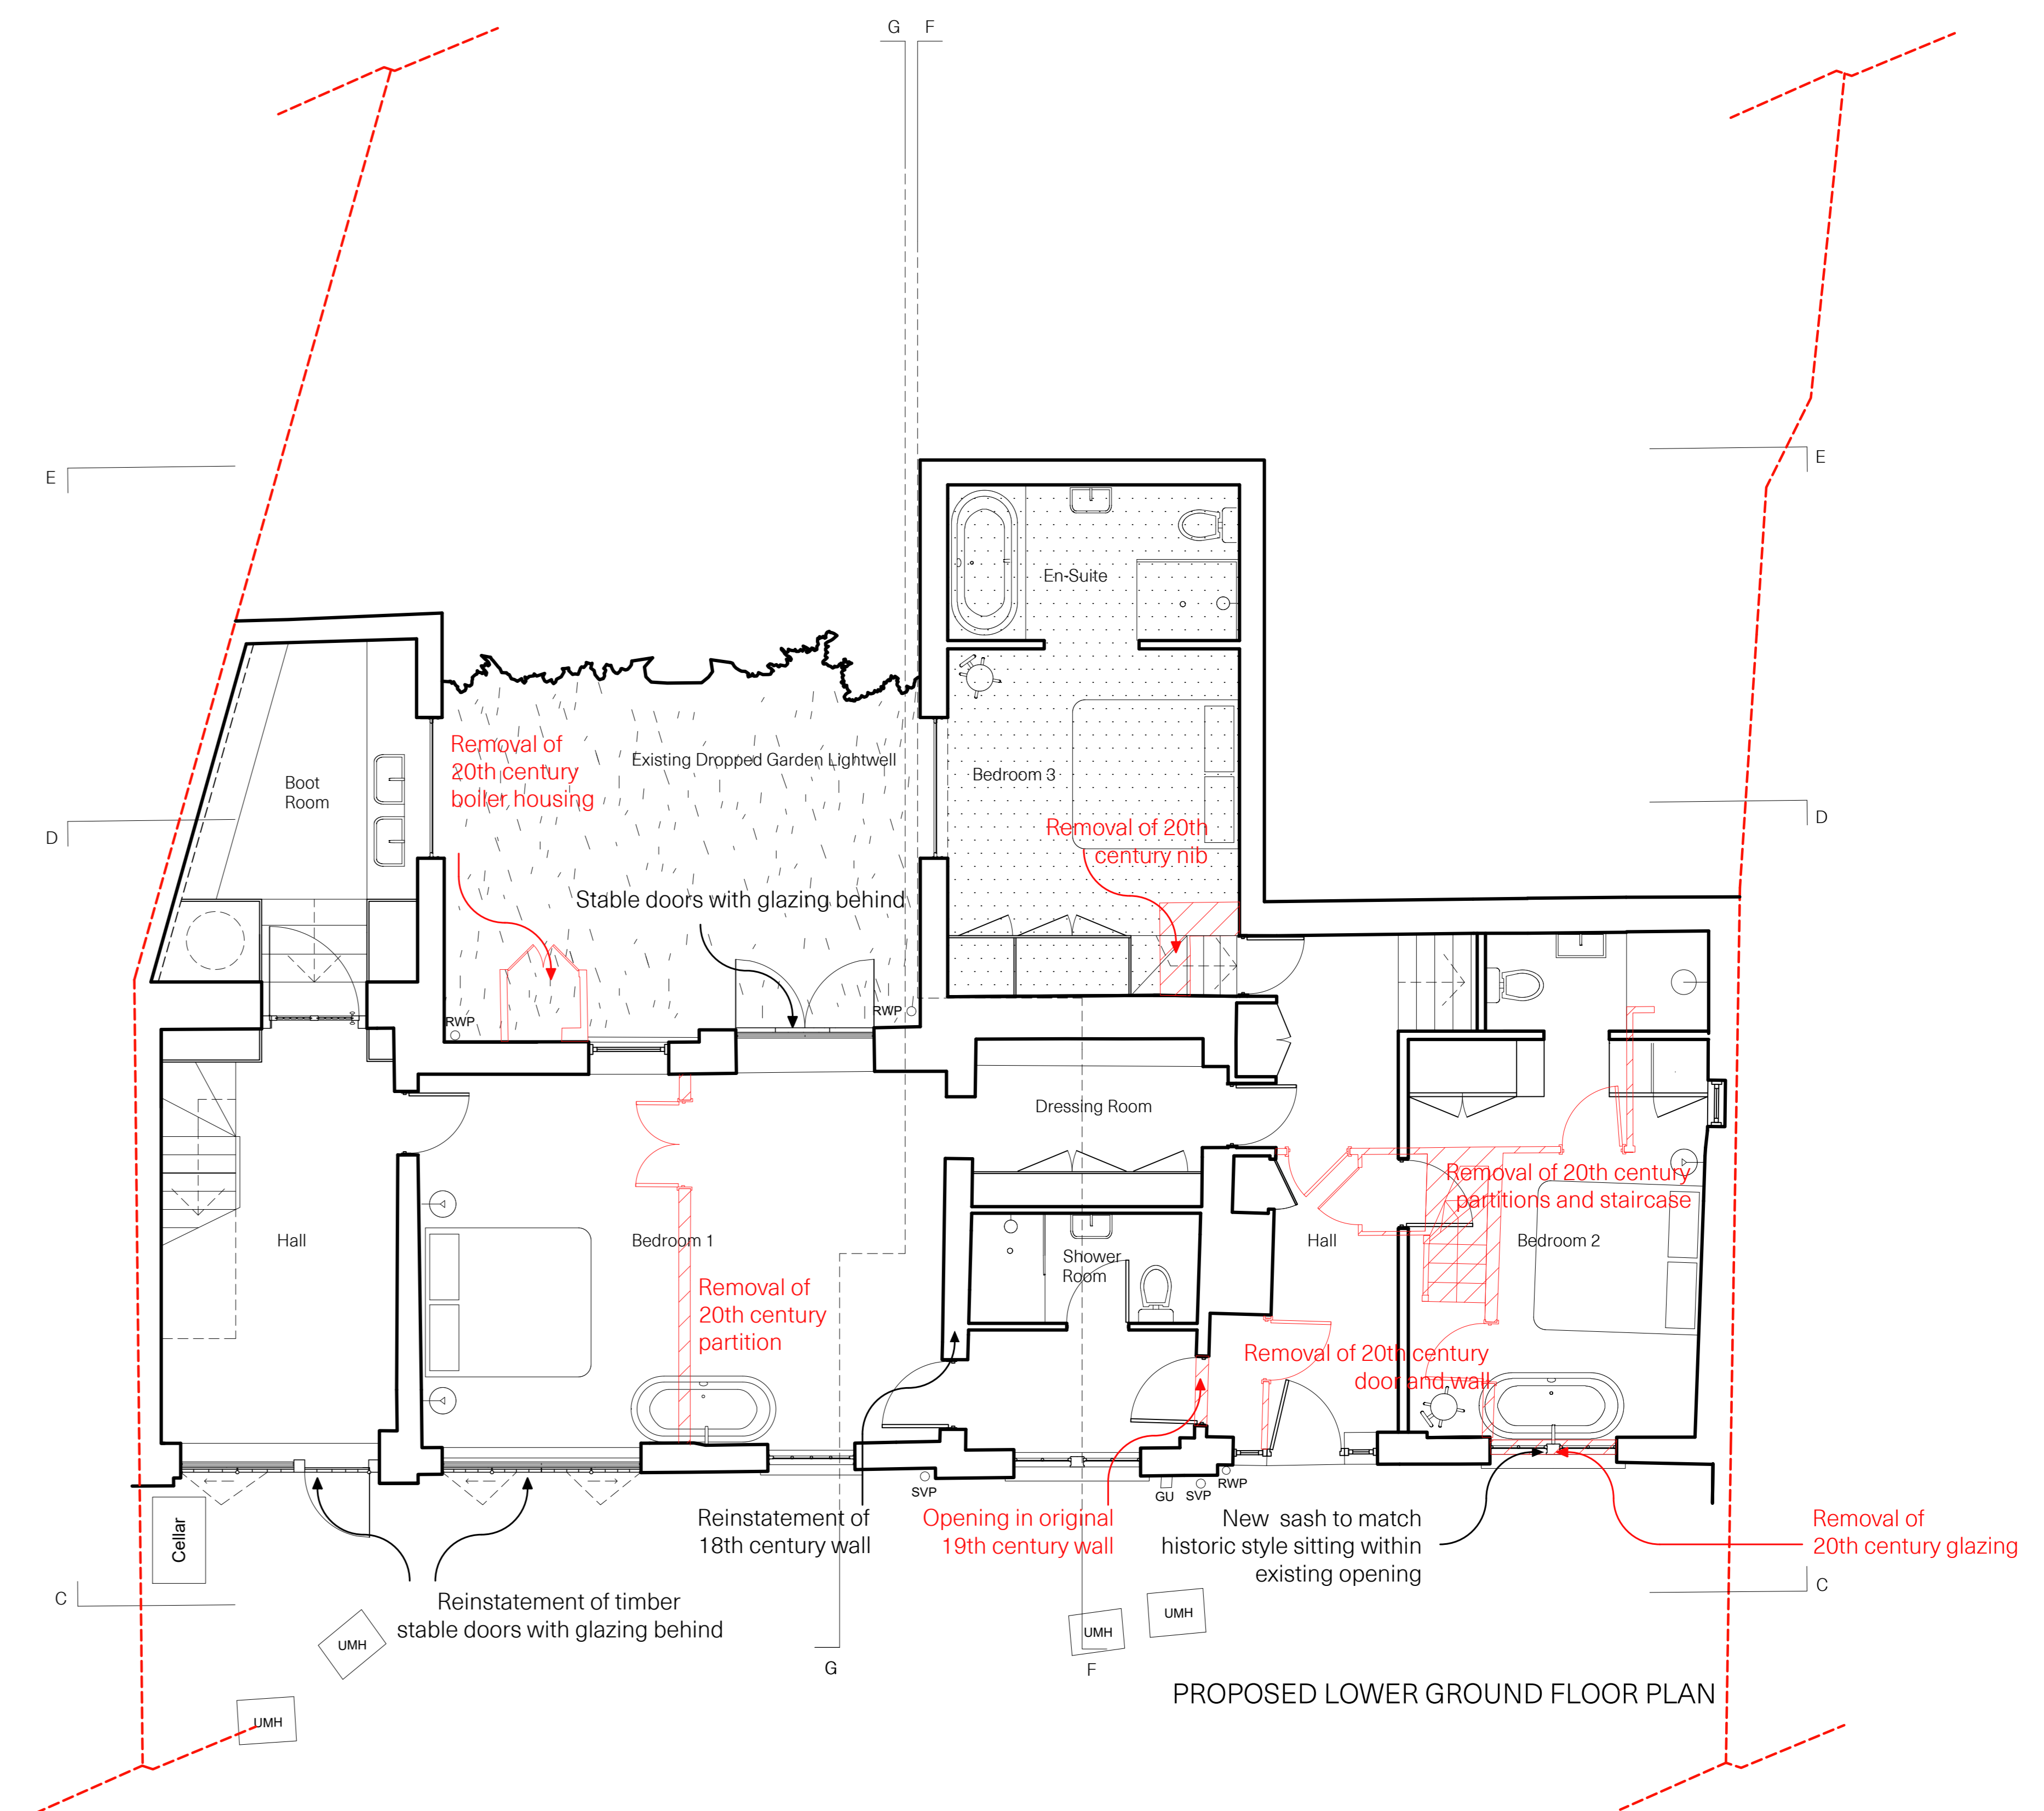 G F
E
E
En-Suite
Removal of
20th century
boiler housing
Existing Dropped Garden Lightwell
Boot
Room
Bedroom 3
D
D
Removal of 20th
century nib
Stable doors with glazing behind
RWP
RWP
Dressing Room
Removal of 20th century
partitions and staircase
Hall
Bedroom 1
Shower
Room
Hall
Bedroom 2
Removal of
20th century
partition
Removal of 20th century
door and wall
SVP
GU
SVP
RWP
Cellar
Reinstatement of
18th century wall
Opening in original
19th century wall
New sash to match
historic style sitting within
existing opening
Removal of
20th century glazing
C
C
Reinstatement of timber
stable doors with glazing behind
UMH
UMH
UMH
G
F
PROPOSED LOWER GROUND FLOOR PLAN
UMH